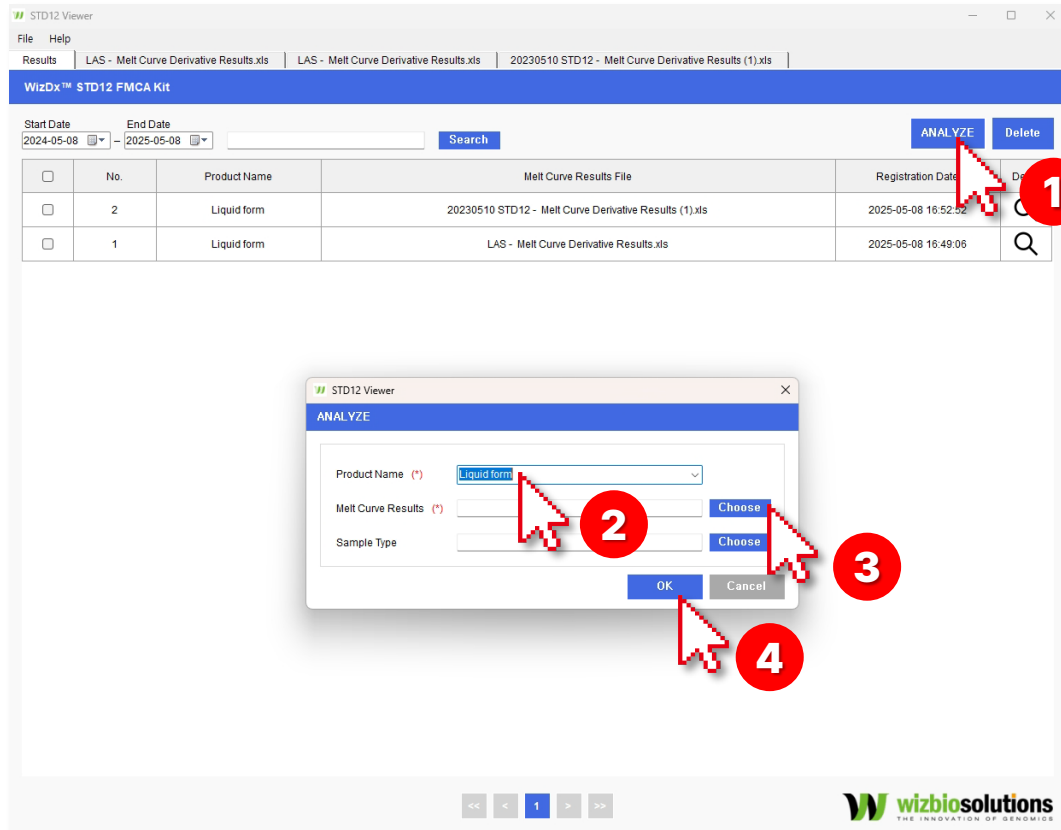 STD12 Viewer
File Help
Results LAS - Melt Curve Derivative Results.xls LAS - Melt Curve Derivative Results.xls 20230510 STD12 - Melt Curve Derivative Results (1).xls
WizDx™ STD12 FMCA Kit
Start Date End Date
2024-05-08 – 2025-05-08 Search ANALYZE Delete
No. Product Name Melt Curve Results File Registration Date
1
2 Liquid form 20230510 STD12 - Melt Curve Derivative Results (1).xls 2025-05-08 16:52:52
1 Liquid form LAS - Melt Curve Derivative Results.xls 2025-05-08 16:49:06
STD12 Viewer
ANALYZE
Product Name (*) Liquid form
2
Melt Curve Results (*) Choose
Sample Type Choose
3
OK Cancel
4
<< < 1 > >>
wizbiosolutions
THE INNOVATION OF GENOMICS